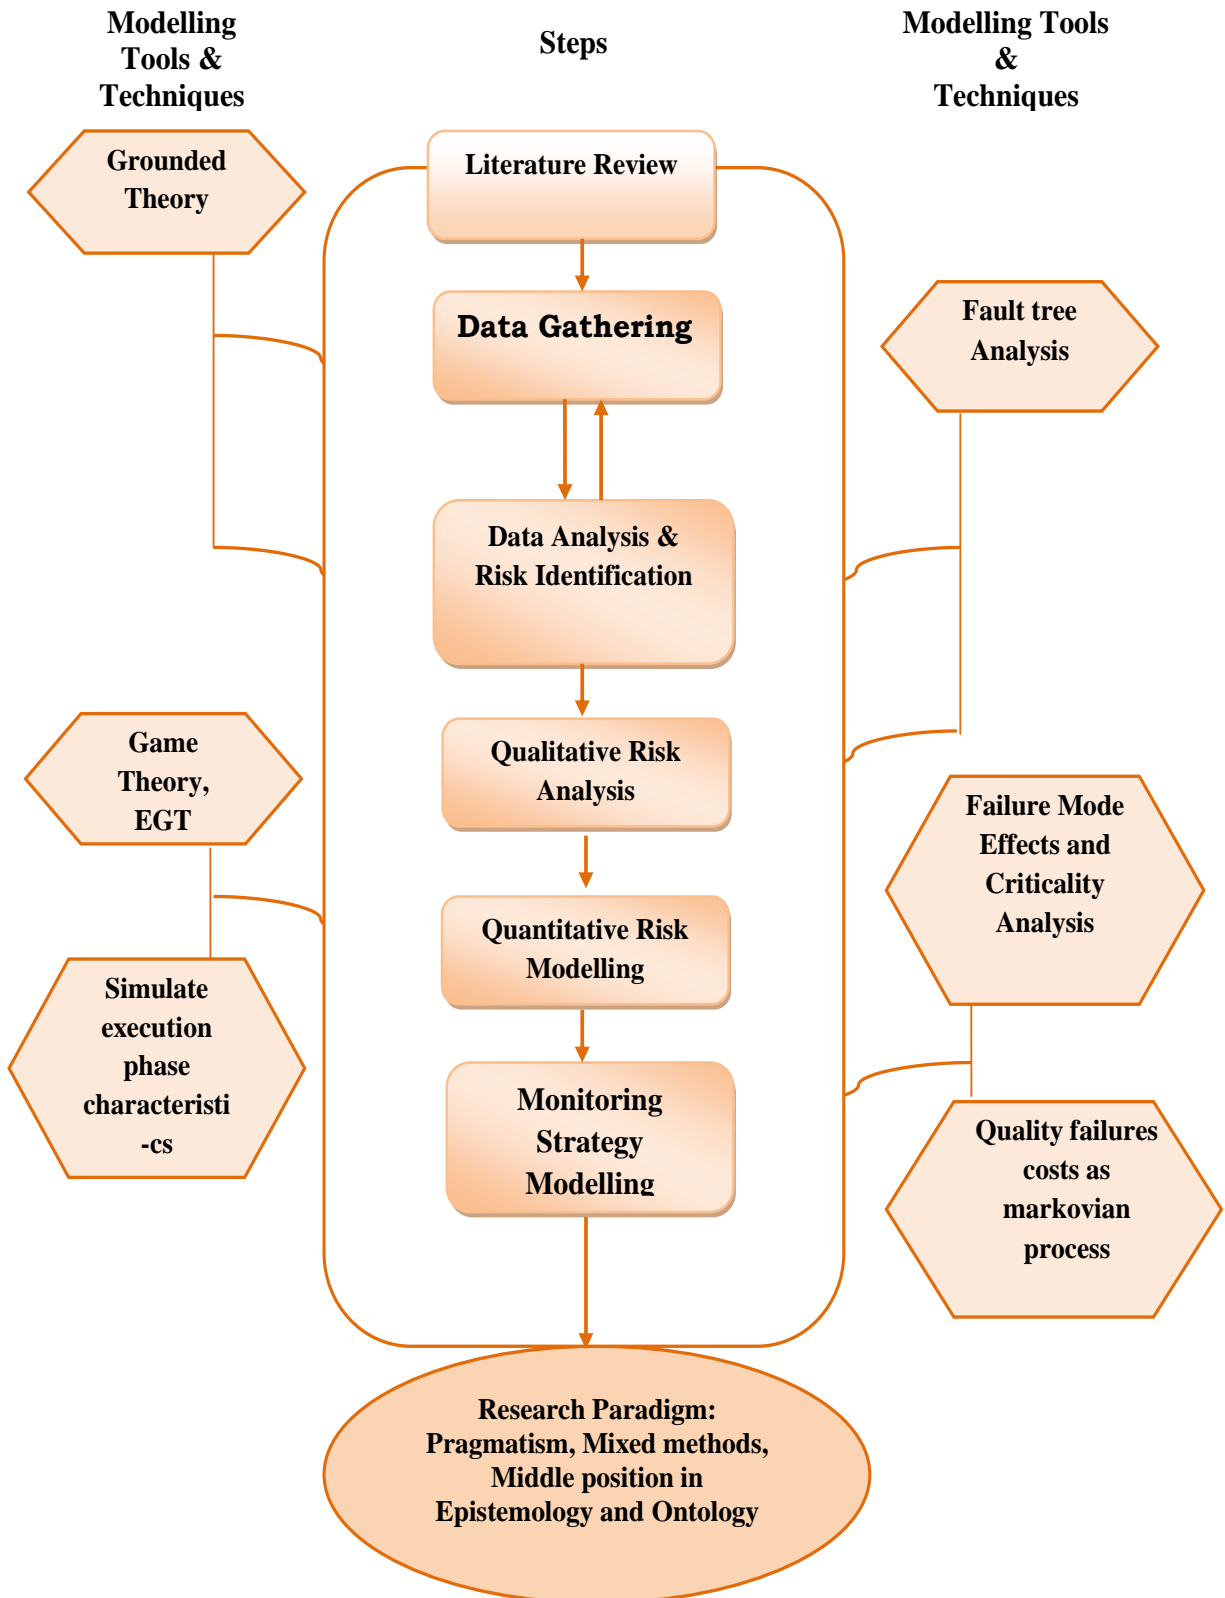 Modelling
Tools &
Techniques
Steps
Modelling Tools
&
Techniques
Grounded
Theory
Literature Review
Data Gathering
Fault tree
Analysis
Data Analysis &
Risk Identification
Game
Theory,
EGT
Qualitative Risk
Analysis
Failure Mode
Effects and
Criticality
Analysis
Quantitative Risk
Modelling
Simulate
execution
phase
characteristi
-cs
Monitoring
Strategy
Modelling
Quality failures
costs as
markovian
process
Research Paradigm:
Pragmatism, Mixed methods,
Middle position in
Epistemology and Ontology